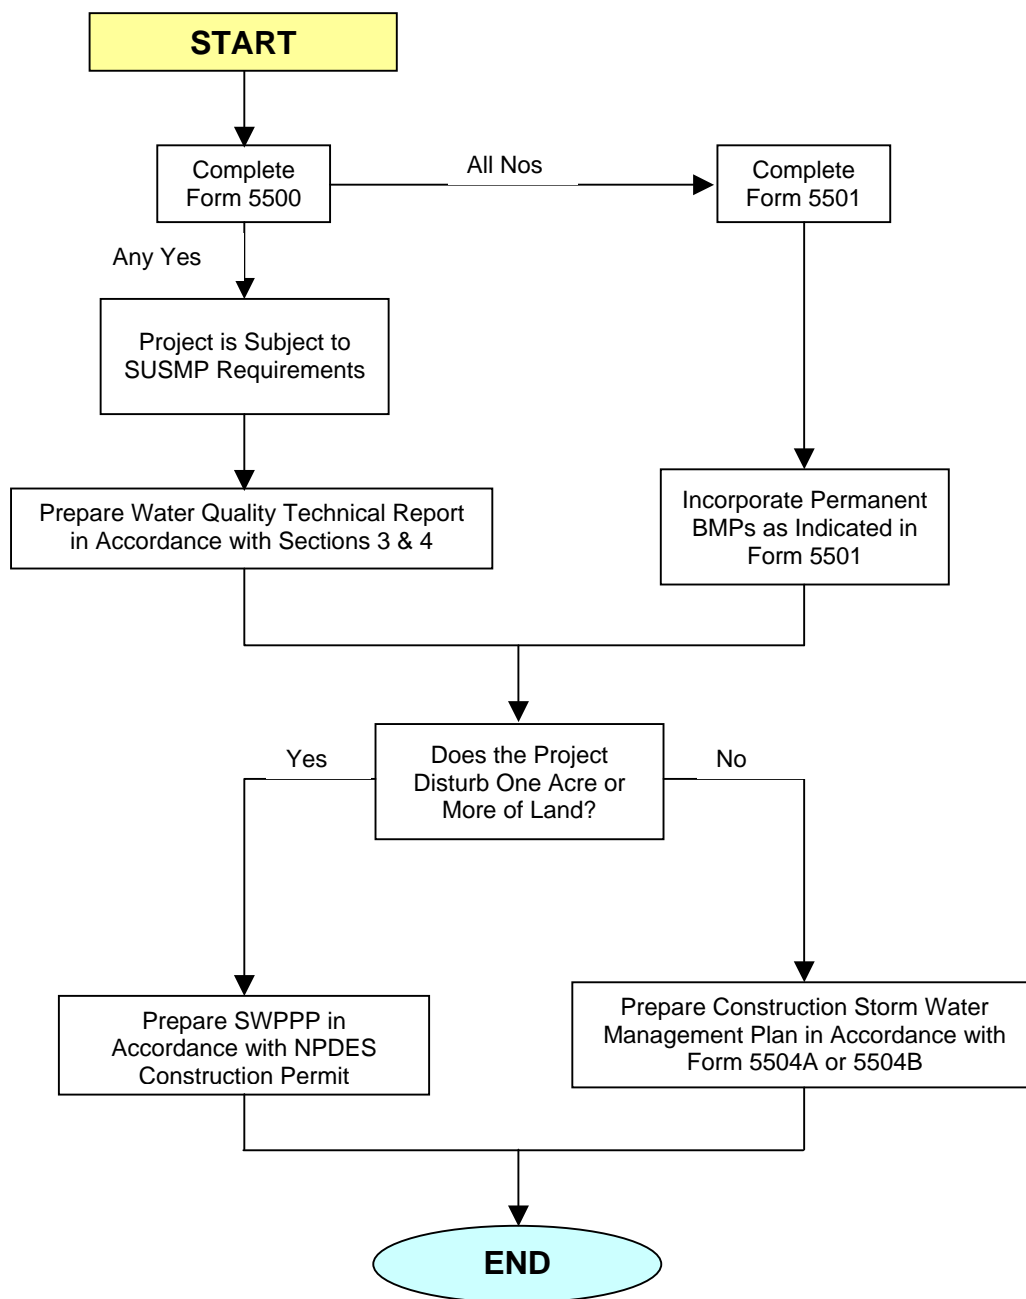 START
Complete
Form 5500
All Nos
Complete
Form 5501
Any Yes
Project is Subject to
SUSMP Requirements
Prepare Water Quality Technical Report
in Accordance with Sections 3 & 4
Incorporate Permanent
BMPs as Indicated in
Form 5501
Does the Project
Disturb One Acre or
More of Land?
Yes
No
Prepare SWPPP in
Accordance with NPDES
Construction Permit
Prepare Construction Storm Water
Management Plan in Accordance with
Form 5504A or 5504B
END